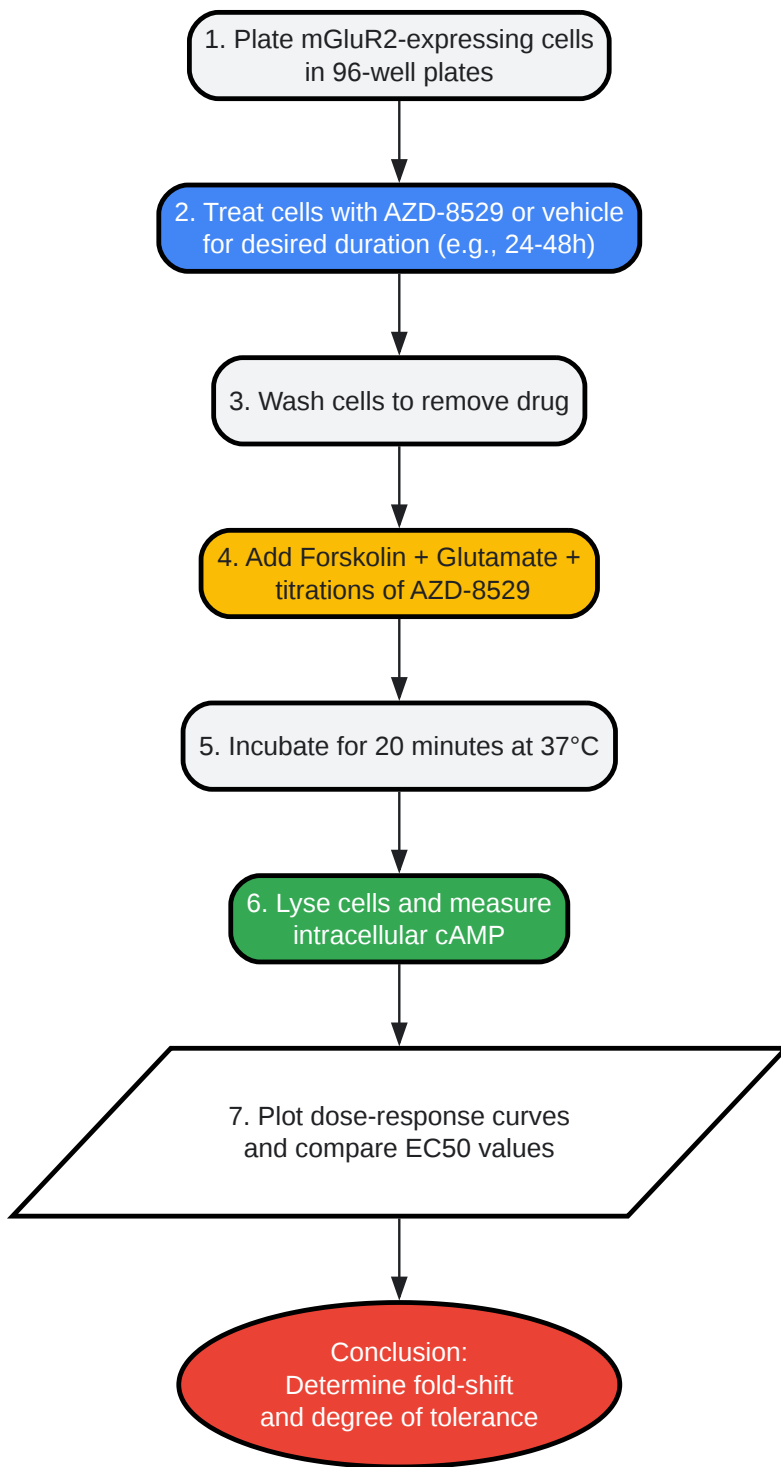 1. Plate mGluR2-expressing cells
in 96-well plates
2. Treat cells with AZD-8529 or vehicle
for desired duration (e.g., 24-48h)
3. Wash cells to remove drug
4. Add Forskolin + Glutamate +
titrations of AZD-8529
5. Incubate for 20 minutes at 37°C
6. Lyse cells and measure
intracellular cAMP
7. Plot dose-response curves
and compare EC50 values
Conclusion:
Determine fold-shift
and degree of tolerance